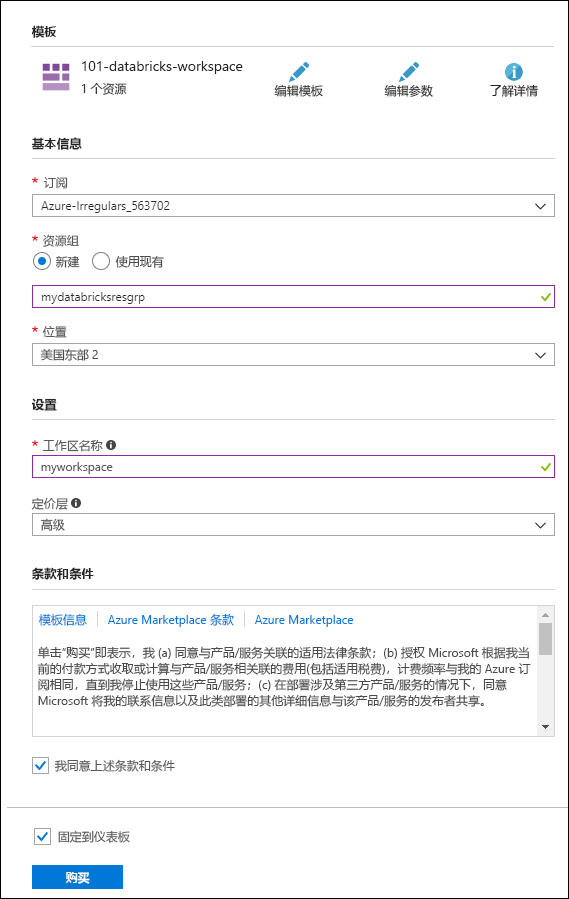 模板
101-databricks-workspace
1 个资源
编辑模板
编辑参数
了解详情
基本信息
* 订阅
Azure-Irregulars_563702
* 资源组
新建 使用现有
mydatabricksresgrp
* 位置
美国东部 2
设置
* 工作区名称
myworkspace
定价层
高级
条款和条件
模板信息 Azure Marketplace 条款 Azure Marketplace
单击“购买”即表示，我 (a) 同意与产品/服务关联的适用法律条款；(b) 授权 Microsoft 根据我当
前的付款方式收取或计算与产品/服务相关联的费用(包括适用税费)，计费频率与我的 Azure 订
阅相同，直到我停止使用这些产品/服务；(c) 在部署涉及第三方产品/服务的情况下，同意
Microsoft 将我的联系信息以及此类部署的其他详细信息与该产品/服务的发布者共享。
我同意上述条款和条件
固定到仪表板
购买